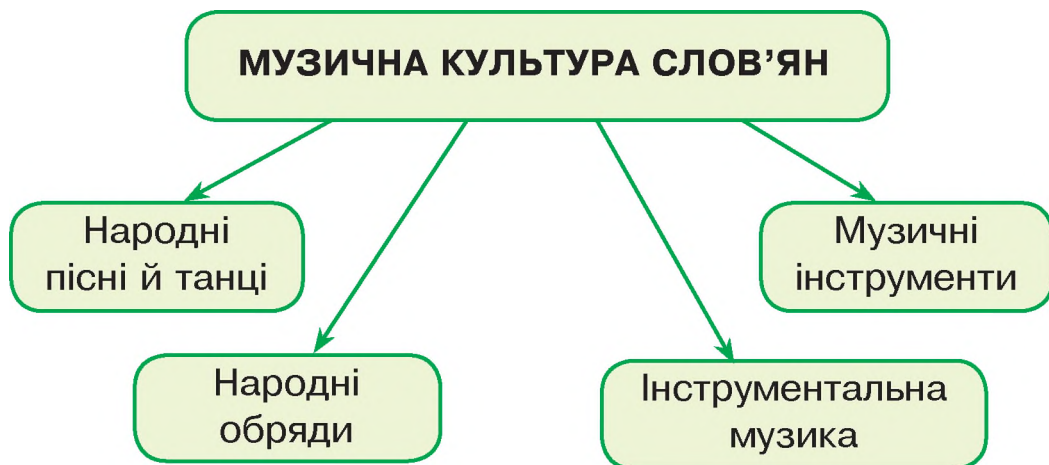 МУЗИЧНА КУЛЬТУРА СЛОВ’ЯН
Народні
пісні й танці
Музичні
інструменти
Народні
обряди
Інструментальна
музика